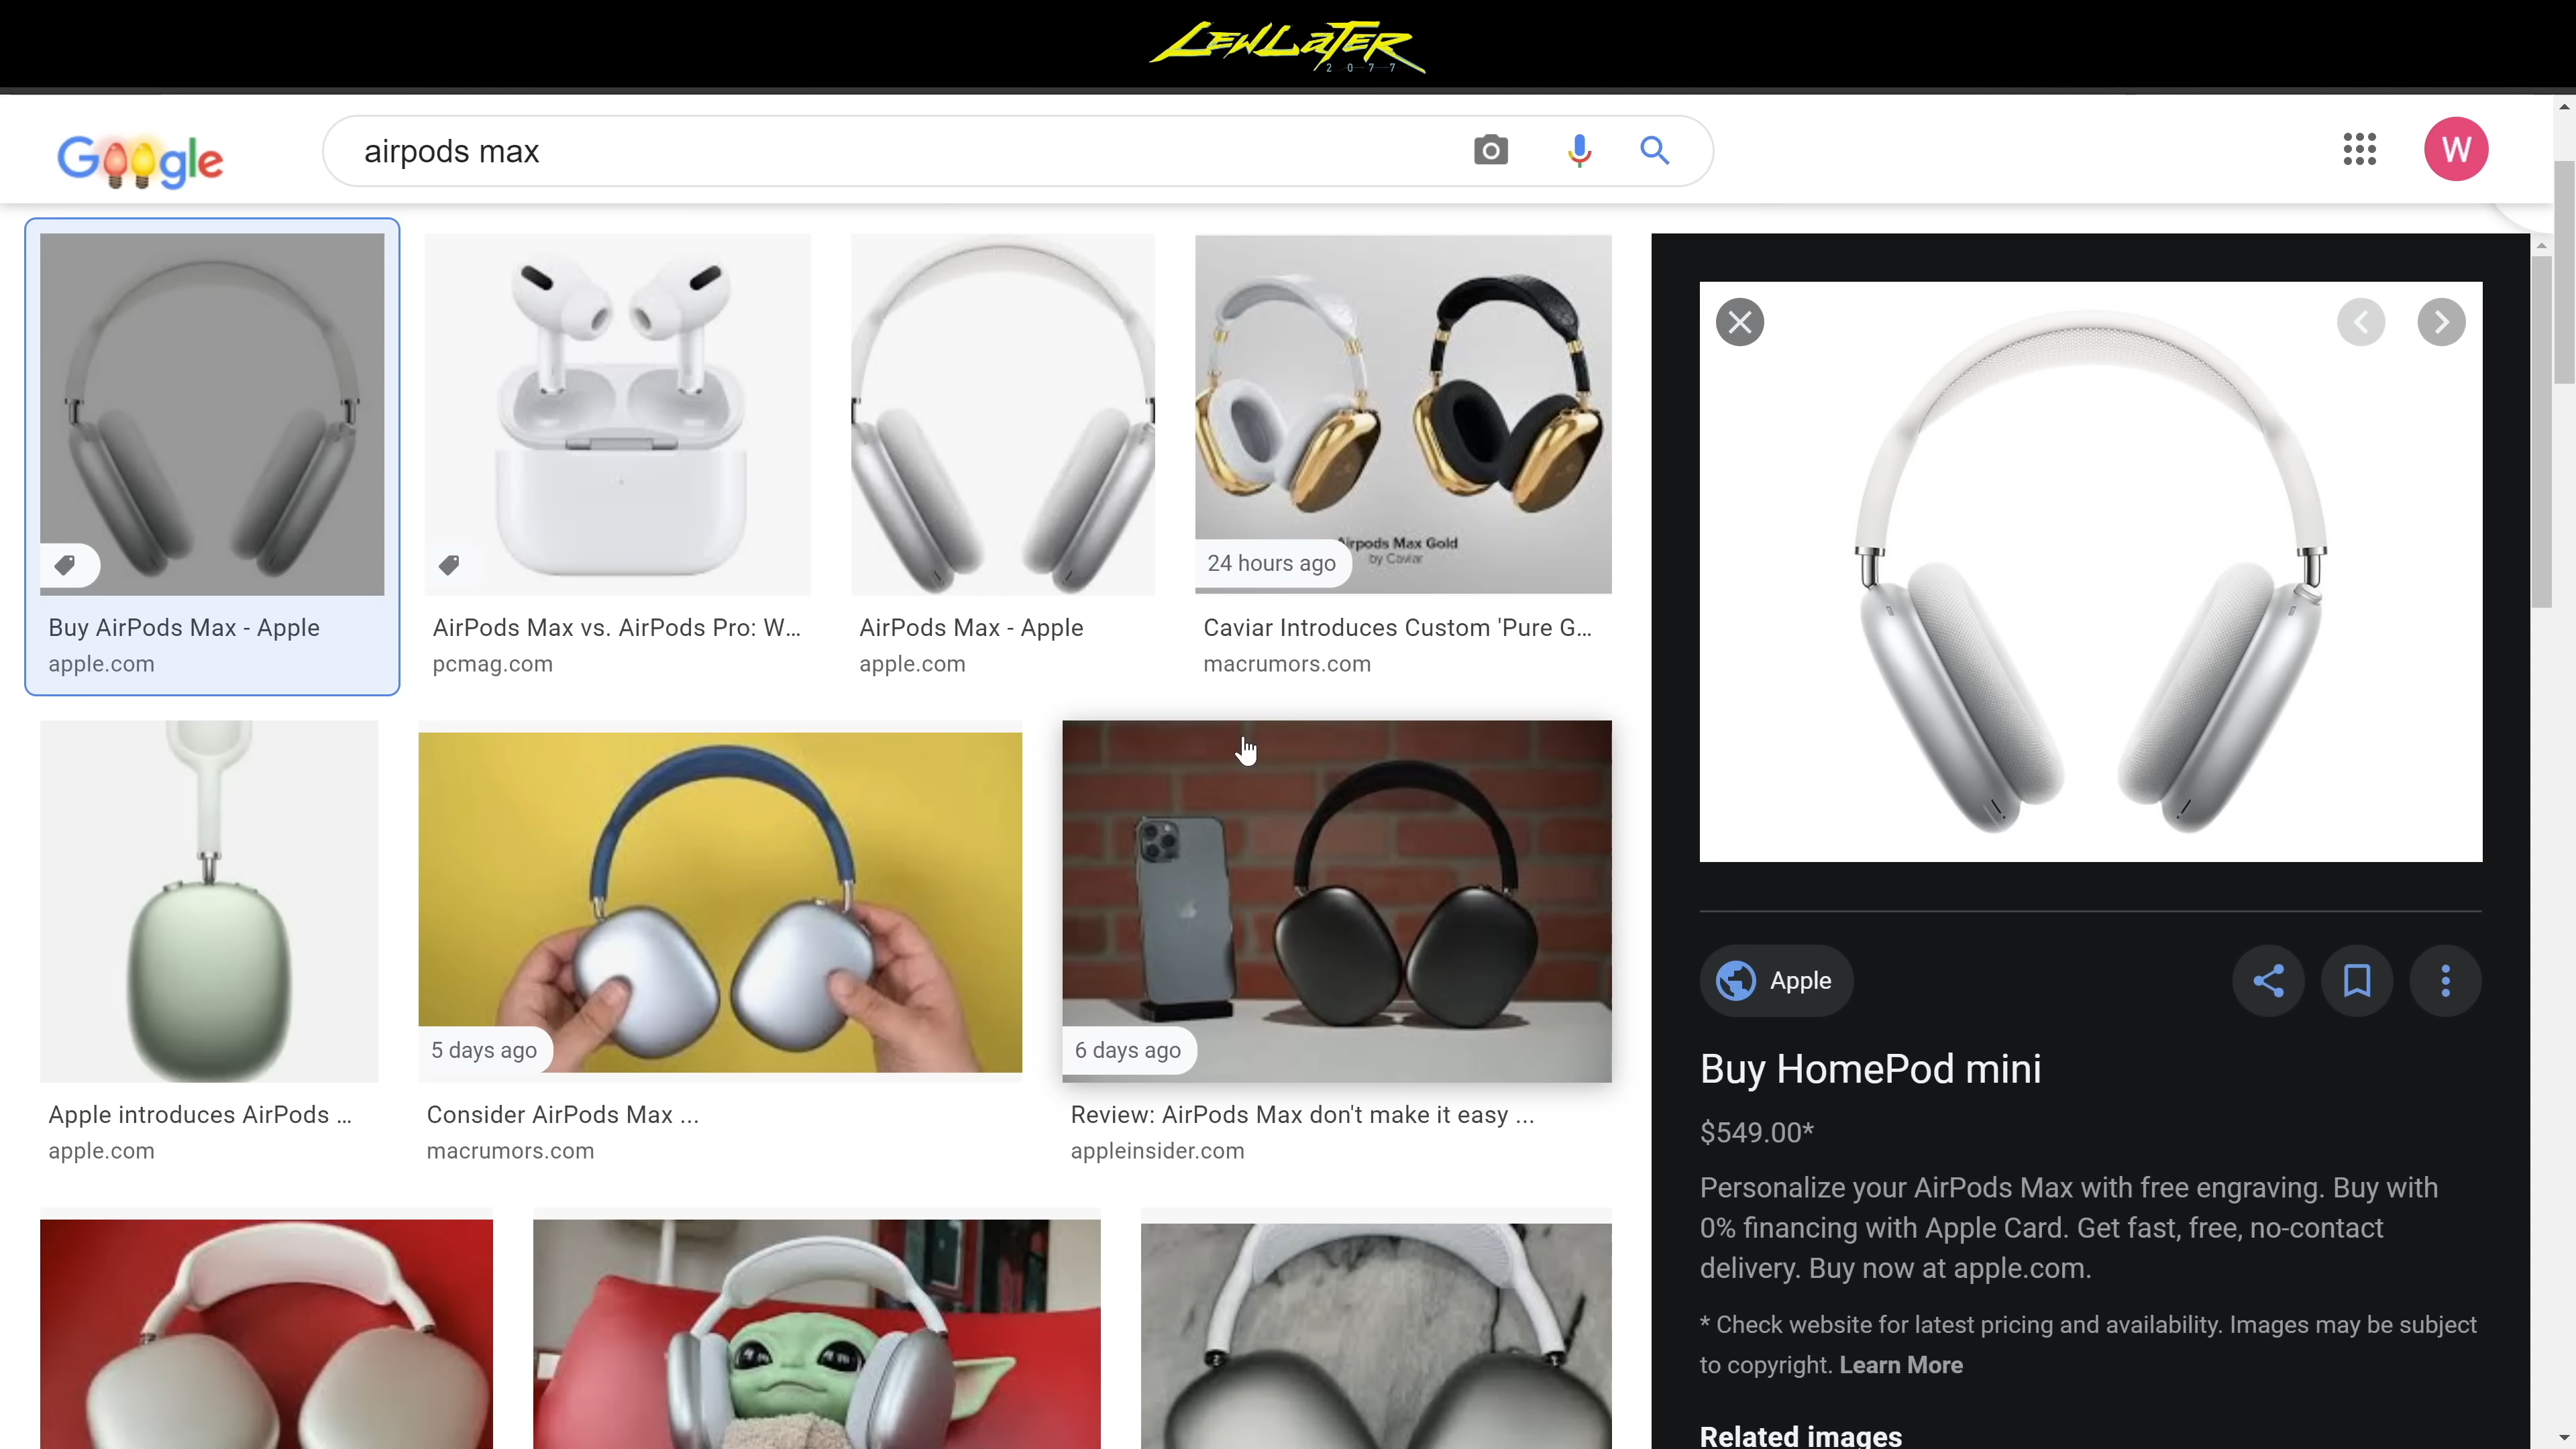 LEWLATER
2077
Google
airpods max
W
Airpods Max Gold
by Caviar
24 hours ago
Buy AirPods Max - Apple
apple.com
AirPods Max vs. AirPods Pro: W...
pcmag.com
AirPods Max - Apple
apple.com
Caviar Introduces Custom 'Pure G...
macrumors.com
5 days ago
6 days ago
Apple introduces AirPods ...
apple.com
Consider AirPods Max ...
macrumors.com
Review: AirPods Max don't make it easy ...
appleinsider.com
Apple
Buy HomePod mini
$549.00*
Personalize your AirPods Max with free engraving. Buy with
0% financing with Apple Card. Get fast, free, no-contact
delivery. Buy now at apple.com.
* Check website for latest pricing and availability. Images may be subject
to copyright. Learn More
Related images